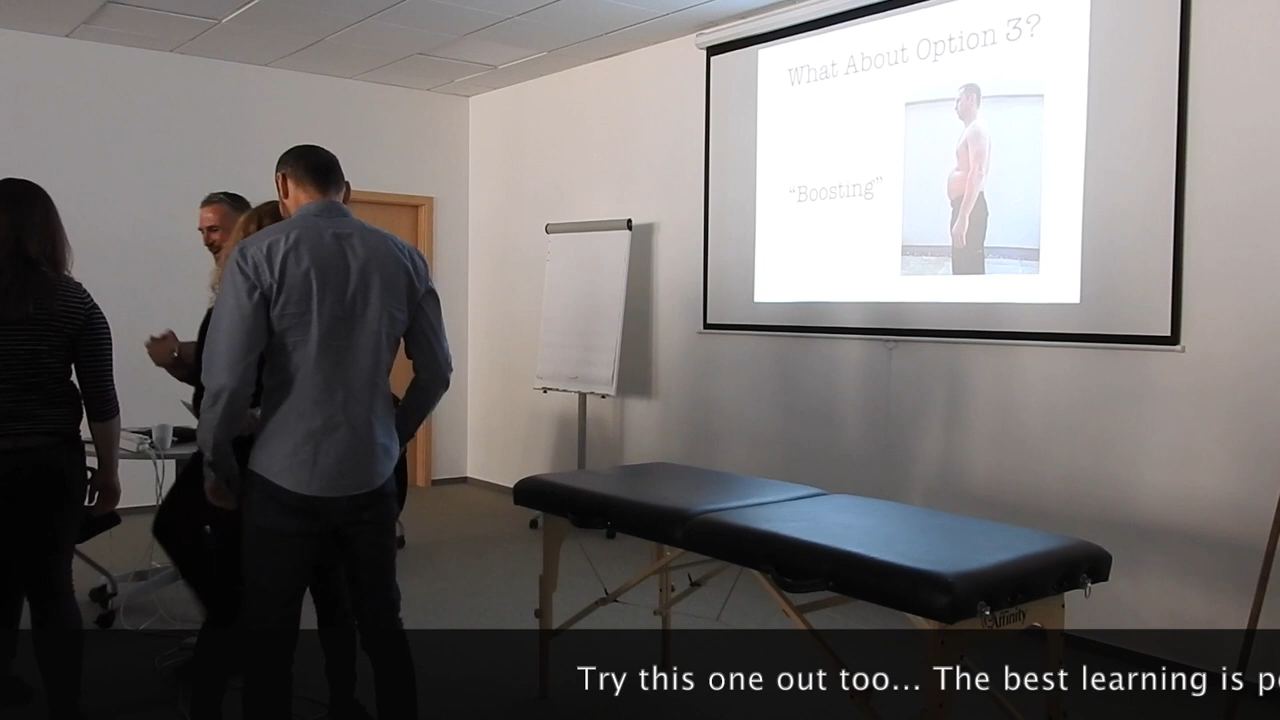 What About Option 3?
“Boosting”
Affinity
Try this one out too... The best learning is